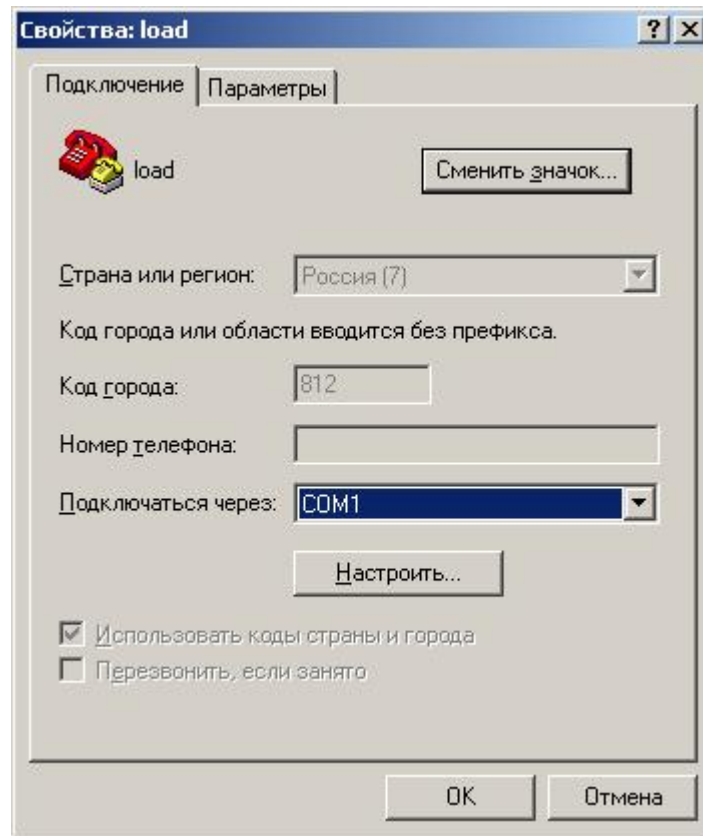 Свойства: load
Подключение Параметры
load Сменить значок...
Страна или регион: Россия (7)
Код города или области вводится без префикса.
Код города: 812
Номер телефона:
Подключаться через: COM1
Настроить...
Использовать коды страны и города
Перезвонить, если занято
OK Отмена